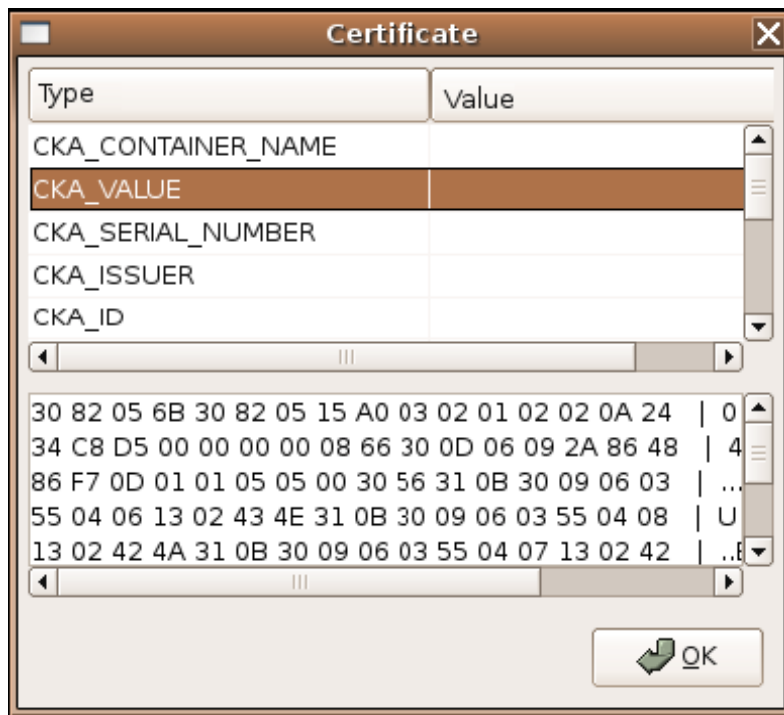 Certificate
Type Value
CKA_CONTAINER_NAME
CKA_VALUE
CKA_SERIAL_NUMBER
CKA_ISSUER
CKA_ID
30 82 05 6B 30 82 05 15 A0 03 02 01 02 02 0A 24 | 0
34 C8 D5 00 00 00 00 08 66 30 0D 06 09 2A 86 48 | 4
86 F7 0D 01 01 05 05 00 30 56 31 0B 30 09 06 03 | ...
55 04 06 13 02 43 4E 31 0B 30 09 06 03 55 04 08 | U
13 02 42 4A 31 0B 30 09 06 03 55 04 07 13 02 42 | ..
OK